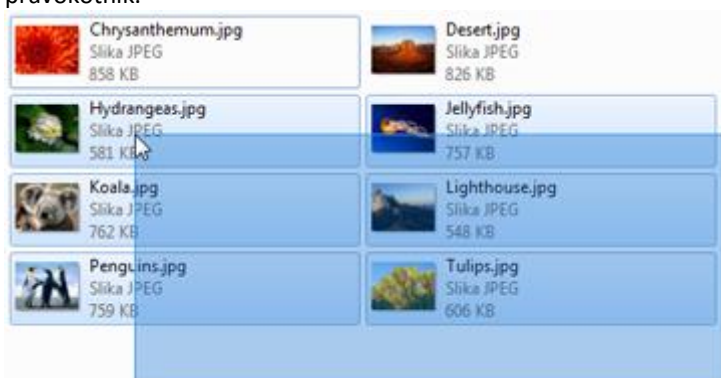 pravokotnik.
Chrysanthemum.jpg
Slika JPEG
858 KB
Desert.jpg
Slika JPEG
826 KB
Hydrangeas.jpg
Slika JPEG
581 KB
Jellyfish.jpg
Slika JPEG
757 KB
Koala.jpg
Slika JPEG
762 KB
Lighthouse.jpg
Slika JPEG
548 KB
Penguins.jpg
Slika JPEG
759 KB
Tulips.jpg
Slika JPEG
606 KB